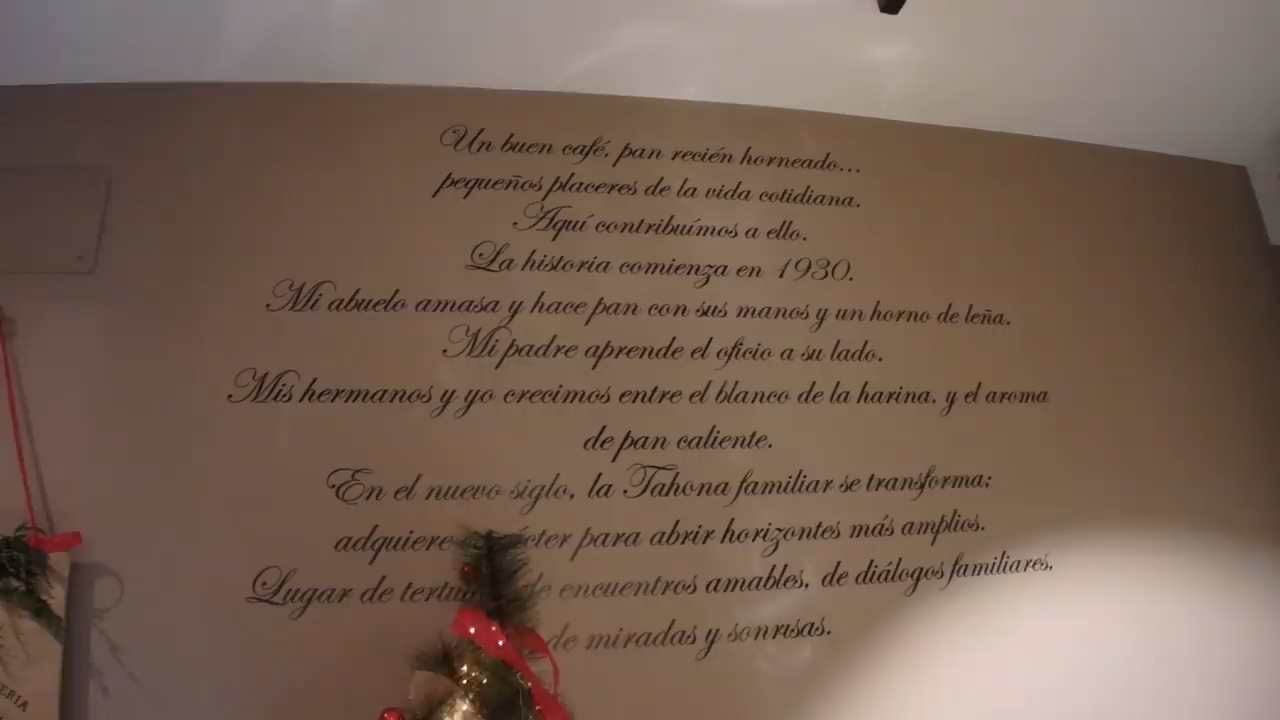 Un buen café, pan recién horneado...
pequeños placeres de la vida cotidiana.
Aquí contribuímos a ello.
La historia comienza en 1930.
Mi abuelo amasa y hace pan con sus manos y un horno de leña.
Mi padre aprende el oficio a su lado.
Mis hermanos y yo crecimos entre el blanco de la harina, y el aroma
de pan caliente.
En el nuevo siglo, la Tahona familiar se transforma;
adquiere para abrir horizontes más amplios.
Lugar de de encuentros amables, de diálogos familiares,
de miradas y sonrisas.